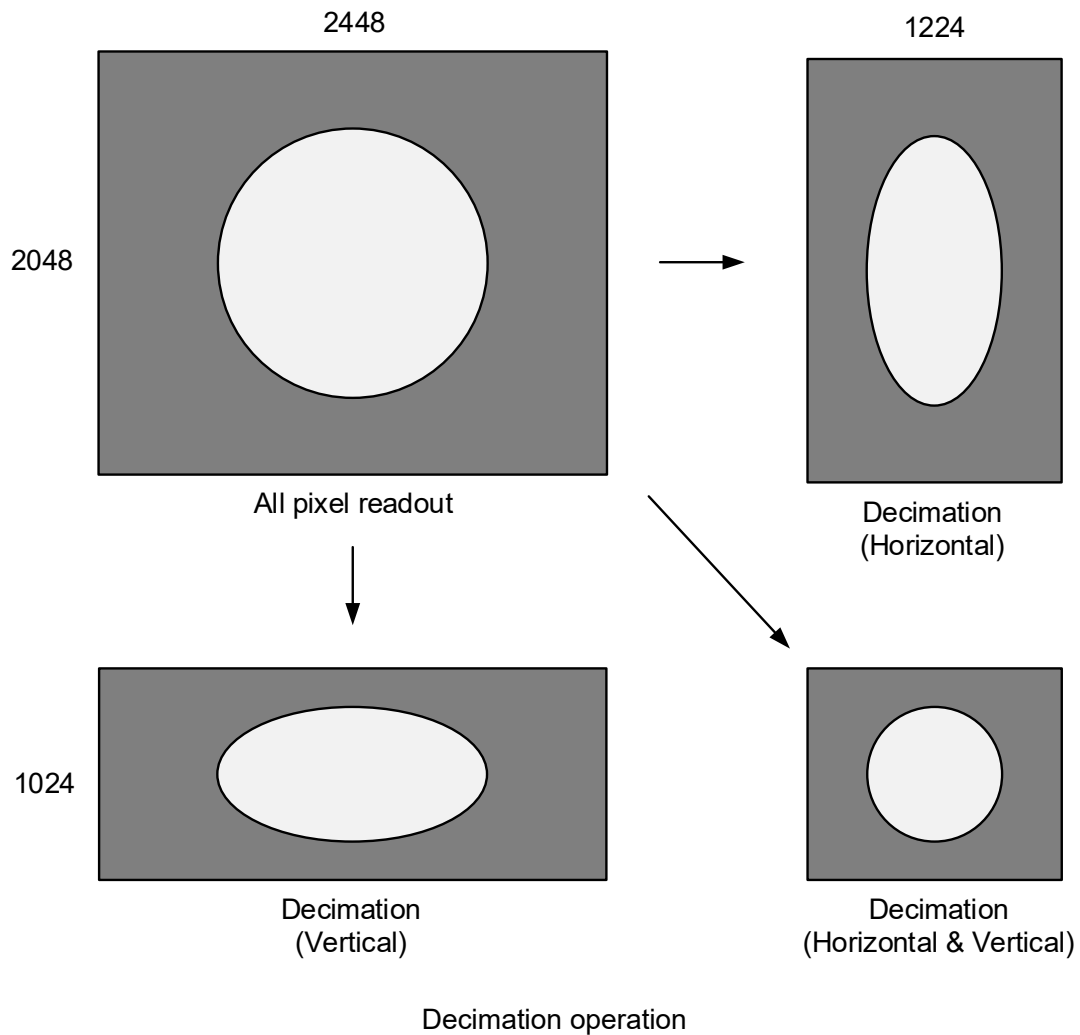 2448
1224
2048
All pixel readout
Decimation
(Horizontal)
1024
Decimation
(Vertical)
Decimation
(Horizontal & Vertical)
Decimation operation